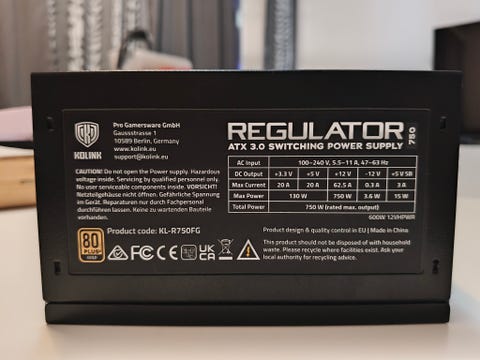 KOLINK
Pro Gamersware GmbH
Gaussstrasse 1
10589 Berlin, Germany
www.kolink.eu
support@kolink.eu
REGULATOR 750
ATX 3.0 SWITCHING POWER SUPPLY
CAUTION! Do not open the Power Supply. Hazardous
voltage inside. Servicing by qualified personnel only.
No user serviceable components inside. VORSICHT!
Netzteilgehäuse nicht öffnen. Gefährliche Spannung
im Gerät. Reparaturen nur durch Fachpersonal
durchführen lassen. Keine zu wartenden Bauteile
vorhanden.
AC Input 100-240 V, 5.5-11 A, 47-63 Hz
DC Output +3.3 V +5 V +12 V -12 V +5 V SB
Max Current 20 A 20 A 62.5 A 0.3 A 3 A
Max Power 130 W 750 W 3.6 W 15 W
Total Power 750 W (rated max. output)
600W 12VHPWR
Product code: KL-R750FG
Product design & quality control in EU | Made in China
80
PLUS
GOLD
FC CE UK CA
This product should not be disposed of with household
waste. Please recycle where facilities exist. Ask your
local authority for recycling advice.